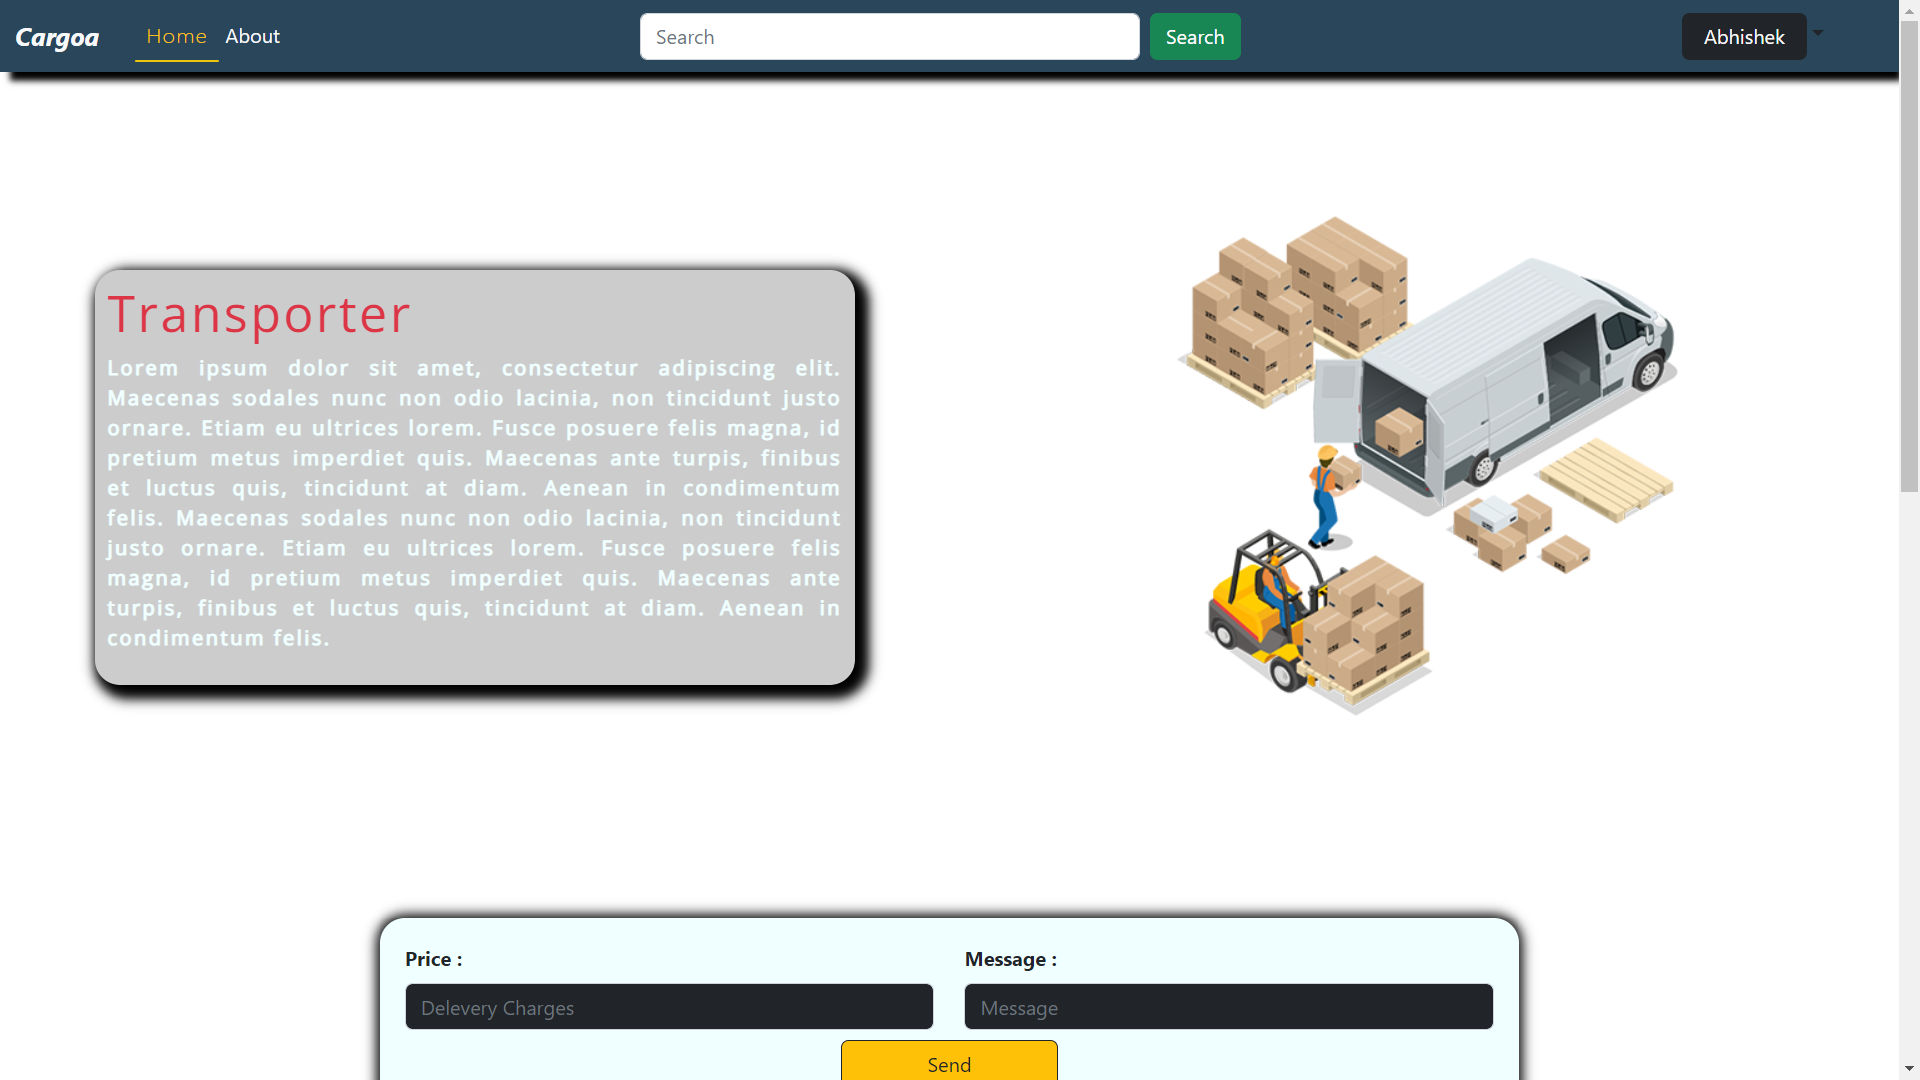 Cargoa Home About Search Search Abhishek
Transporter
Lorem ipsum dolor sit amet, consectetur adipiscing elit.
Maecenas sodales nunc non odio lacinia, non tincidunt justo
ornare. Etiam eu ultrices lorem. Fusce posuere felis magna, id
pretium metus imperdiet quis. Maecenas ante turpis, finibus
et luctus quis, tincidunt at diam. Aenean in condimentum
felis. Maecenas sodales nunc non odio lacinia, non tincidunt
justo ornare. Etiam eu ultrices lorem. Fusce posuere felis
magna, id pretium metus imperdiet quis. Maecenas ante
turpis, finibus et luctus quis, tincidunt at diam. Aenean in
condimentum felis.
Price : Message :
Delevery Charges Message
Send